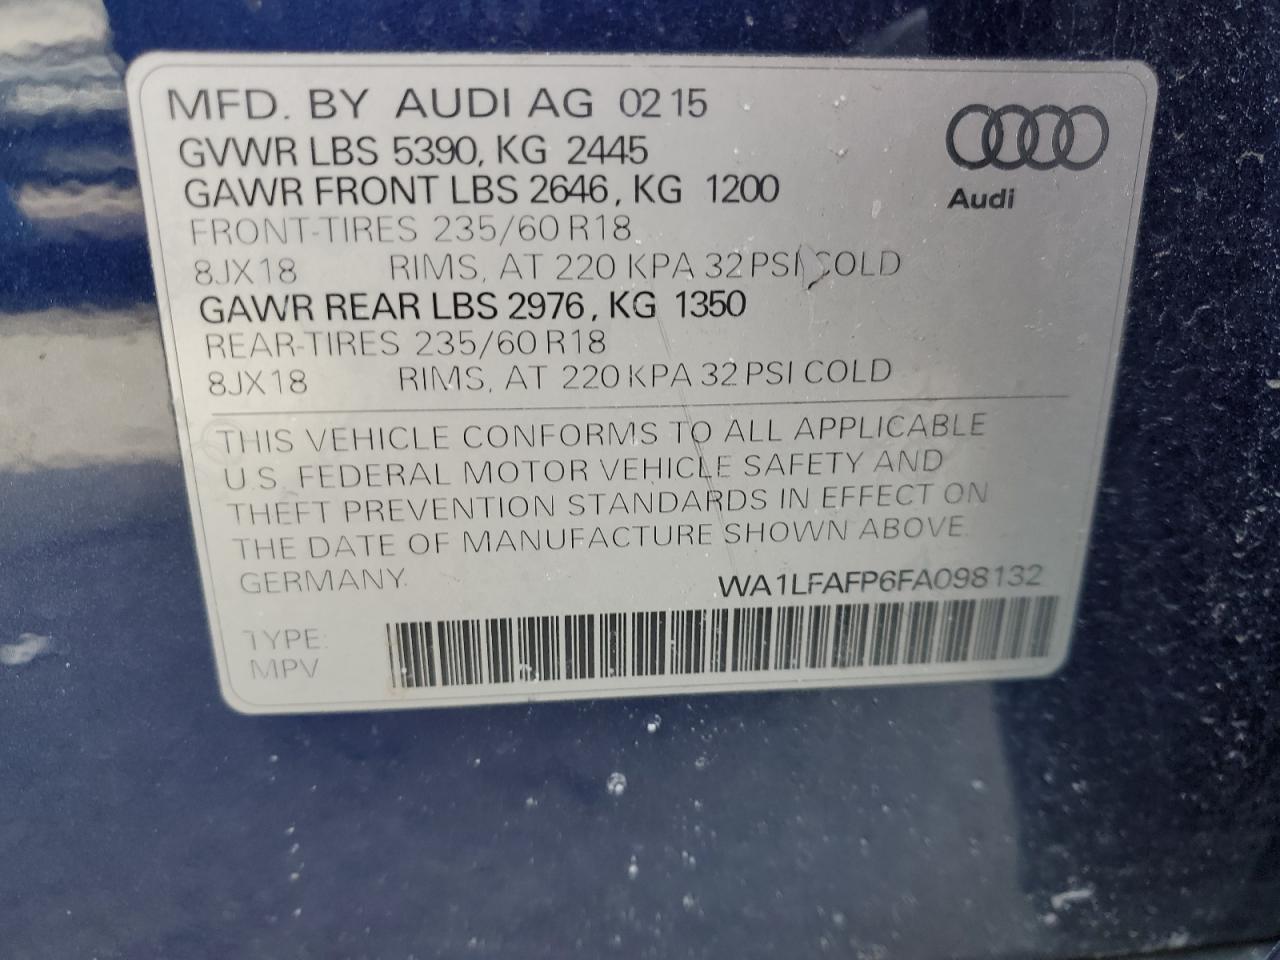 MFD. BY AUDI AG 02 15
GVWR LBS 5390, KG 2445
GAWR FRONT LBS 2646, KG 1200
FRONT-TIRES 235/60 R18
8JX18 RIMS, AT 220 KPA 32 PSI COLD
GAWR REAR LBS 2976, KG 1350
REAR-TIRES 235/60 R18
8JX18 RIMS, AT 220 KPA 32 PSI COLD
Audi
THIS VEHICLE CONFORMS TO ALL APPLICABLE
U.S. FEDERAL MOTOR VEHICLE SAFETY AND
THEFT PREVENTION STANDARDS IN EFFECT ON
THE DATE OF MANUFACTURE SHOWN ABOVE.
GERMANY. WA1LFAFP6FA098132
TYPE:
MPV